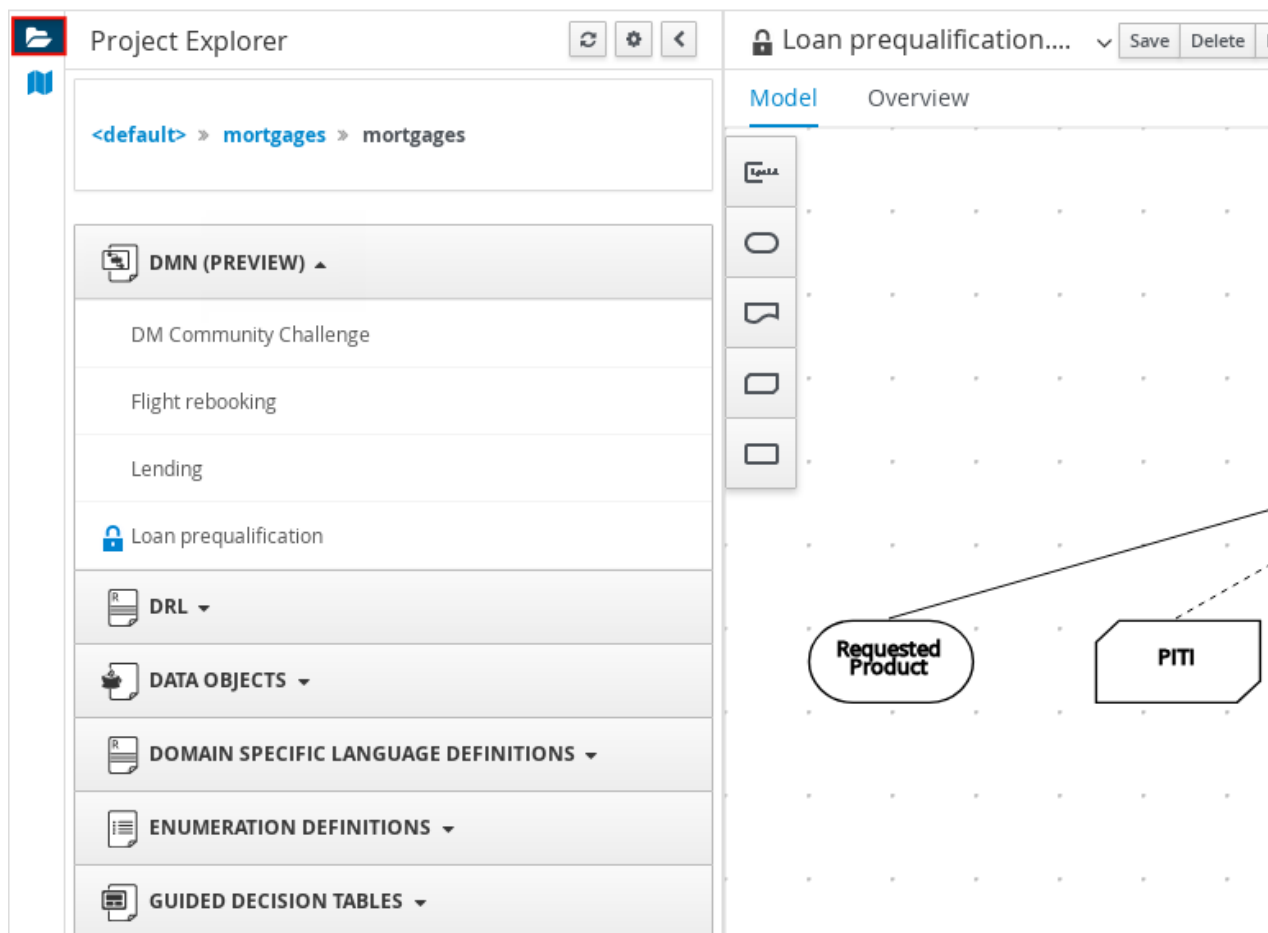 Project Explorer
Loan prequalification....
Save
Delete
Model
Overview
<default> » mortgages » mortgages
DMN (PREVIEW)
DM Community Challenge
Flight rebooking
Lending
Loan prequalification
DRL
DATA OBJECTS
DOMAIN SPECIFIC LANGUAGE DEFINITIONS
ENUMERATION DEFINITIONS
GUIDED DECISION TABLES
Requested
Product
PITI